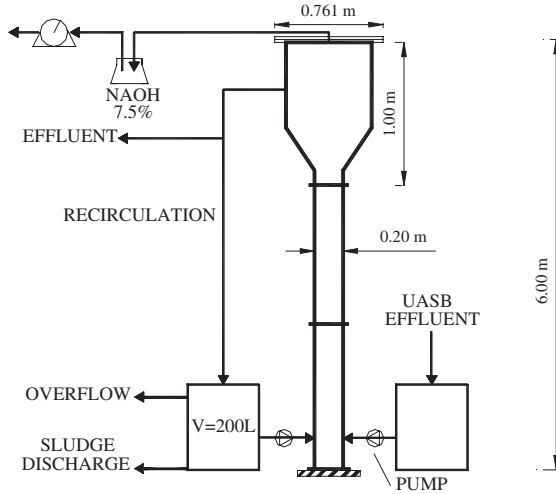 0.761 m
NAOH
7.5%
1.00 m
EFFLUENT
RECIRCULATION
0.20 m
6.00 m
UASB
EFFLUENT
OVERFLOW
V=200L
SLUDGE
DISCHARGE
PUMP